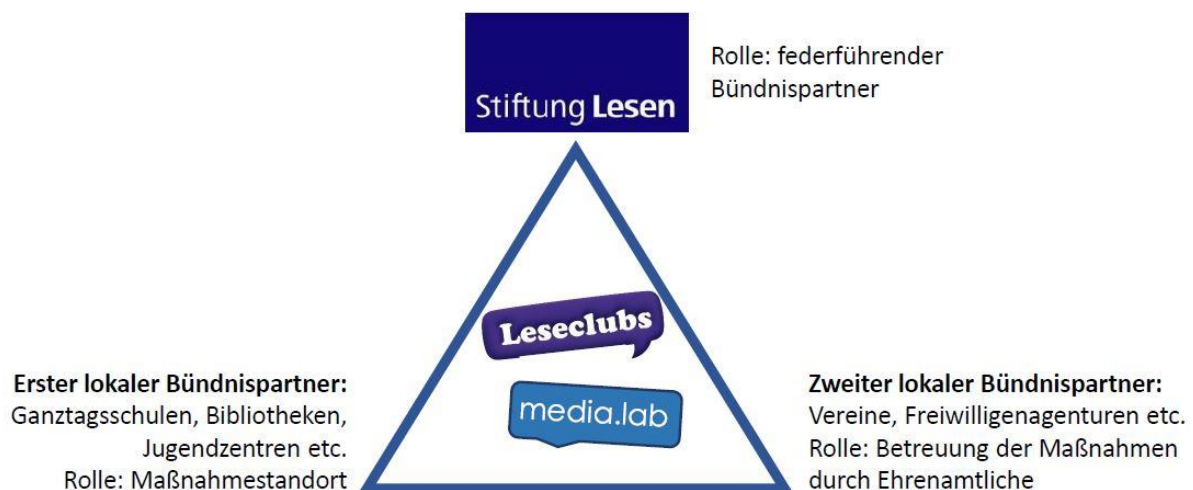 Stiftung Lesen
Rolle: federführender
Bündnispartner
Leseclubs
media.lab
Erster lokaler Bündnispartner:
Ganztagsschulen, Bibliotheken,
Jugendzentren etc.
Rolle: Maßnahmestandort
Zweiter lokaler Bündnispartner:
Vereine, Freiwilligenagenturen etc.
Rolle: Betreuung der Maßnahmen
durch Ehrenamtliche